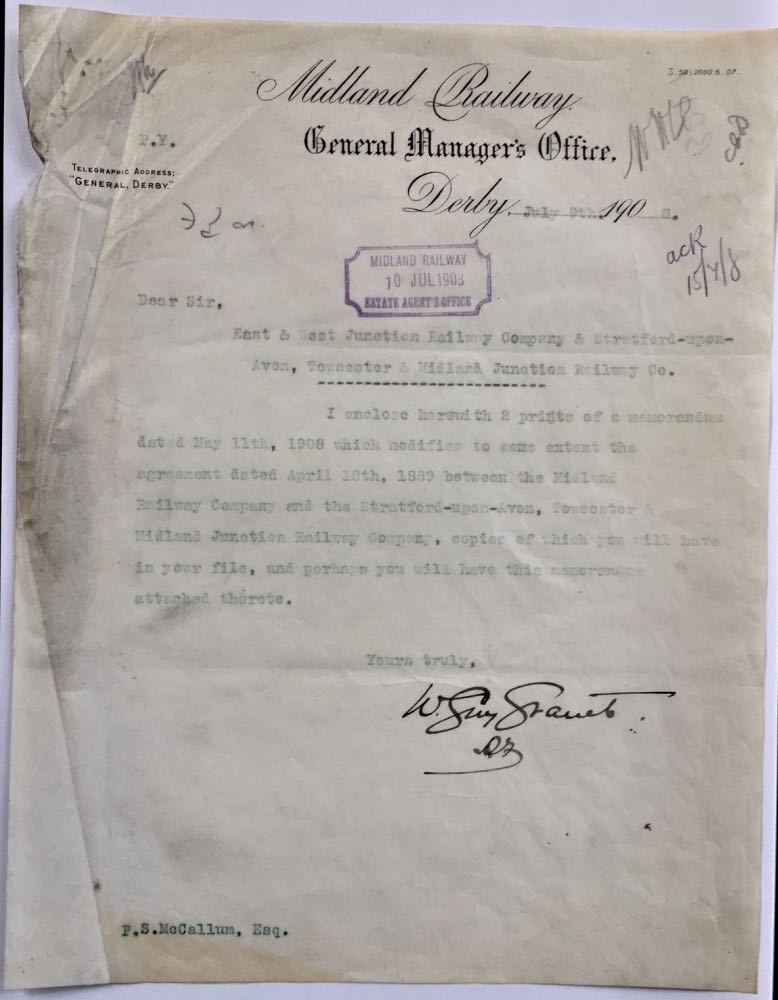 S.5B:2000.5.07.
Midland Railway.
General Manager's Office,
P.Y.
TELEGRAPHIC ADDRESS;
"GENERAL, DERBY."
Derby, July 9th. 1908.
ack
15/7/8
MIDLAND RAILWAY
10 JUL 1908
ESTATE AGENT'S OFFICE
Dear Sir,
East & West Junction Railway Company & Stratford-upon-
Avon, Towcester & Midland Junction Railway Co.
I enclose herewith 2 prints of a memorandum
dated May 11th, 1908 which modifies to some extent the
agreement dated April 18th, 1889 between the Midland
Railway Company and the Stratford-upon-Avon, Towcester &
Midland Junction Railway Company, copies of which you will have
in your file, and perhaps you will have this memorandum
attached thereto.
Yours truly,
W. Guy Granet.
P.S.McCallum, Esq.